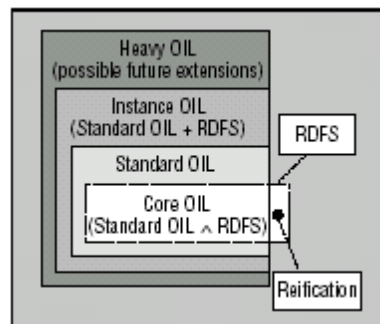 Heavy OIL
(possible future extensions)
Instance OIL
(Standard OIL + RDFS)
RDFS
Standard OIL
Core OIL
(Standard OIL ∧ RDFS)
Reification